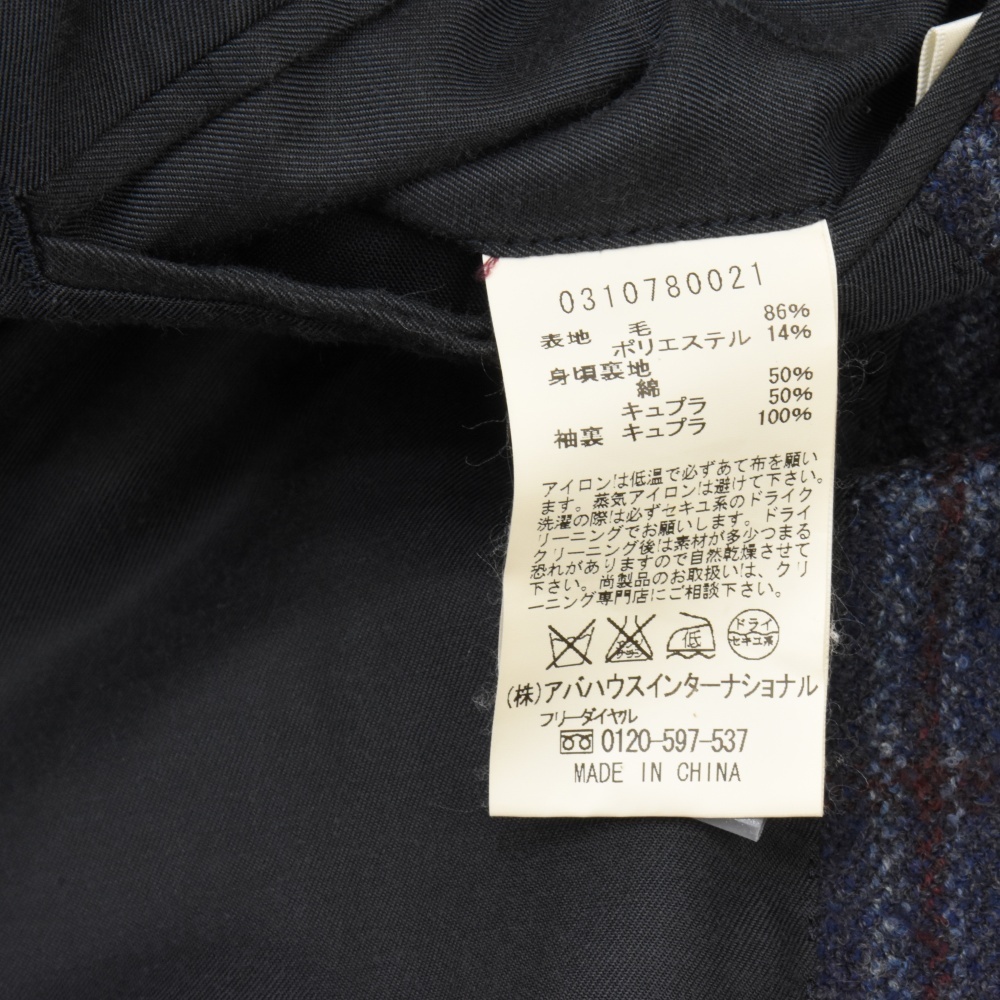 0310780021
表地 毛 86%
ポリエステル 14%
身頃裏地
綿 50%
キュプラ 50%
袖裏 キュプラ 100%
アイロンは低温で必ずあて布を願い
ます。蒸気アイロンは避けて下さい。
洗濯の際は必ずセキユ系のドライク
リーニングでお願いします。ドライ
クリーニング後は素材が多少つまる
恐れがありますので自然乾燥させて
下さい。尚製品のお取扱いは、クリ
ーニング専門店にご相談下さい。
低
ドライ
セキユ系
(株)アバハウスインターナショナル
フリーダイヤル
0120-597-537
MADE IN CHINA